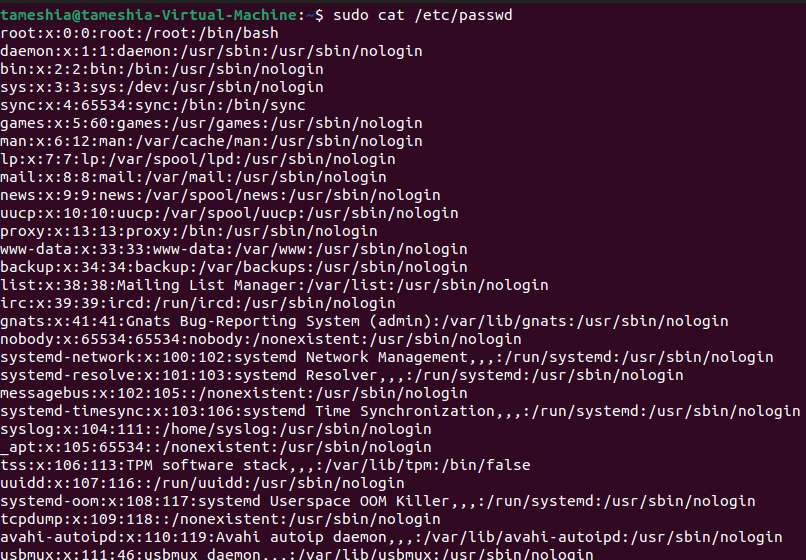 tameshia@tameshia-Virtual-Machine:~$ sudo cat /etc/passwd
root:x:0:0:root:/root:/bin/bash
daemon:x:1:1:daemon:/usr/sbin:/usr/sbin/nologin
bin:x:2:2:bin:/bin:/usr/sbin/nologin
sys:x:3:3:sys:/dev:/usr/sbin/nologin
sync:x:4:65534:sync:/bin:/bin/sync
games:x:5:60:games:/usr/games:/usr/sbin/nologin
man:x:6:12:man:/var/cache/man:/usr/sbin/nologin
lp:x:7:7:lp:/var/spool/lpd:/usr/sbin/nologin
mail:x:8:8:mail:/var/mail:/usr/sbin/nologin
news:x:9:9:news:/var/spool/news:/usr/sbin/nologin
uucp:x:10:10:uucp:/var/spool/uucp:/usr/sbin/nologin
proxy:x:13:13:proxy:/bin:/usr/sbin/nologin
www-data:x:33:33:www-data:/var/www:/usr/sbin/nologin
backup:x:34:34:backup:/var/backups:/usr/sbin/nologin
list:x:38:38:Mailing List Manager:/var/list:/usr/sbin/nologin
irc:x:39:39:ircd:/run/ircd:/usr/sbin/nologin
gnats:x:41:41:Gnats Bug-Reporting System (admin):/var/lib/gnats:/usr/sbin/nologin
nobody:x:65534:65534:nobody:/nonexistent:/usr/sbin/nologin
systemd-network:x:100:102:systemd Network Management,,,:/run/systemd:/usr/sbin/nologin
systemd-resolve:x:101:103:systemd Resolver,,,:/run/systemd:/usr/sbin/nologin
messagebus:x:102:105::/nonexistent:/usr/sbin/nologin
systemd-timesync:x:103:106:systemd Time Synchronization,,,:/run/systemd:/usr/sbin/nologin
syslog:x:104:111::/home/syslog:/usr/sbin/nologin
_apt:x:105:65534::/nonexistent:/usr/sbin/nologin
tss:x:106:113:TPM software stack,,,:/var/lib/tpm:/bin/false
uuidd:x:107:116::/run/uuidd:/usr/sbin/nologin
systemd-oom:x:108:117:systemd Userspace OOM Killer,,,:/run/systemd:/usr/sbin/nologin
tcpdump:x:109:118::/nonexistent:/usr/sbin/nologin
avahi-autoipd:x:110:119:Avahi autoip daemon,,,:/var/lib/avahi-autoipd:/usr/sbin/nologin
usbmux:x:111:46:usbmux daemon,,,:/var/lib/usbmux:/usr/sbin/nologin